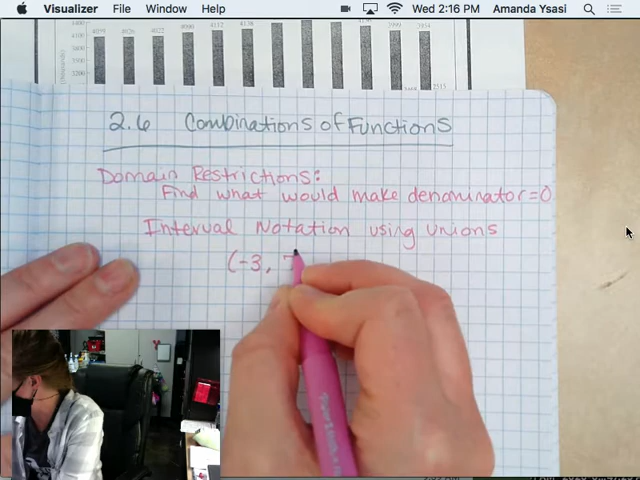 Visualizer File Window Help Wed 2:16 PM Amanda Ysasi
2.6 Combinations of Functions
Domain Restrictions:
Find what would make denominator=0
Interval Notation using unions
(-3, 7